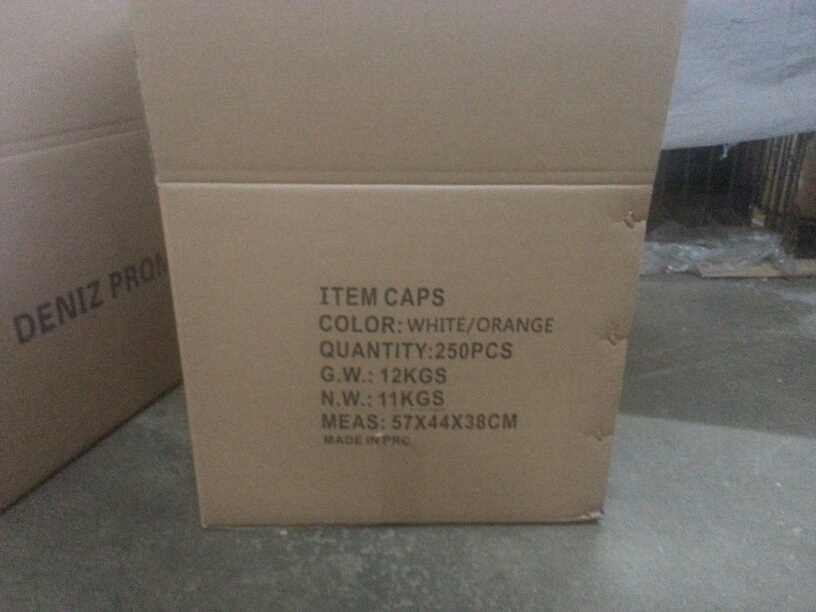 DENIZ PROM
ITEM CAPS
COLOR: WHITE/ORANGE
QUANTITY:250PCS
G.W.: 12KGS
N.W.: 11KGS
MEAS: 57X44X38CM
MADE IN PRC